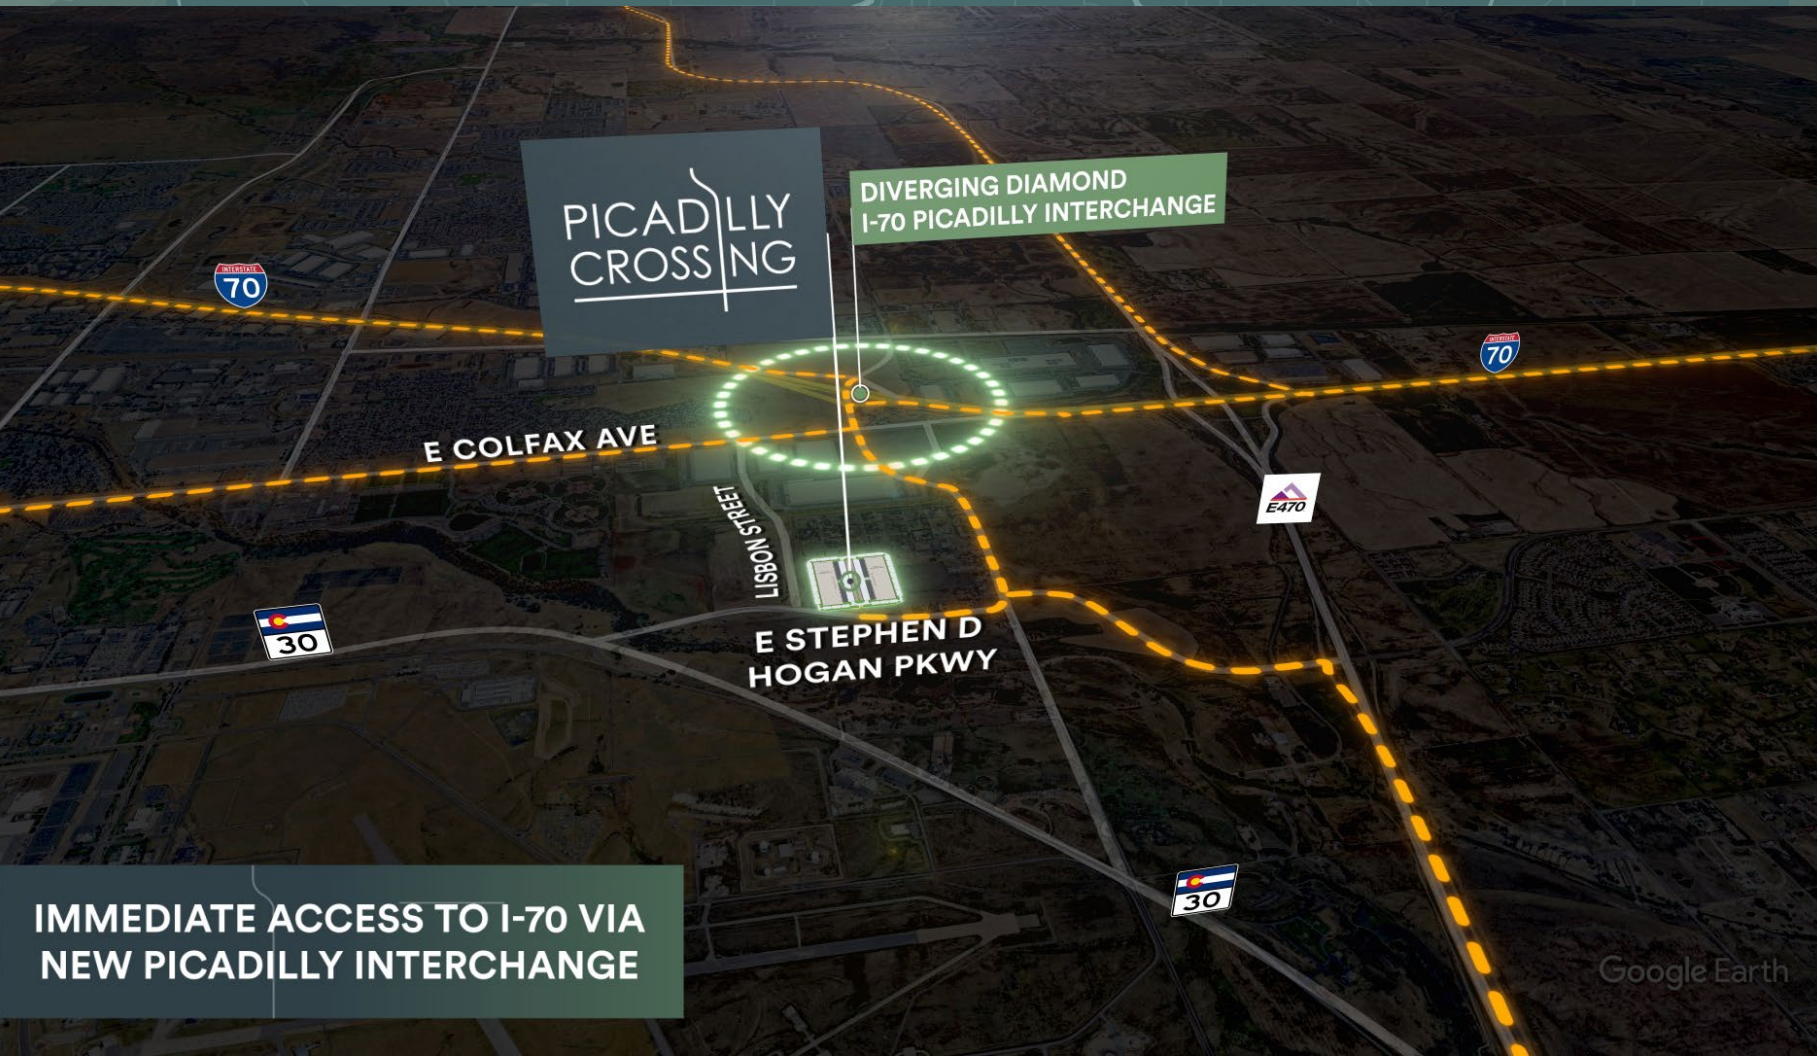 PICADILLY
CROSSING
DIVERGING DIAMOND
I-70 PICADILLY INTERCHANGE
INTERSTATE
70
INTERSTATE
70
E COLFAX AVE
LISBON STREET
E470
30
E STEPHEN D
HOGAN PKWY
30
IMMEDIATE ACCESS TO I-70 VIA
NEW PICADILLY INTERCHANGE
Google Earth